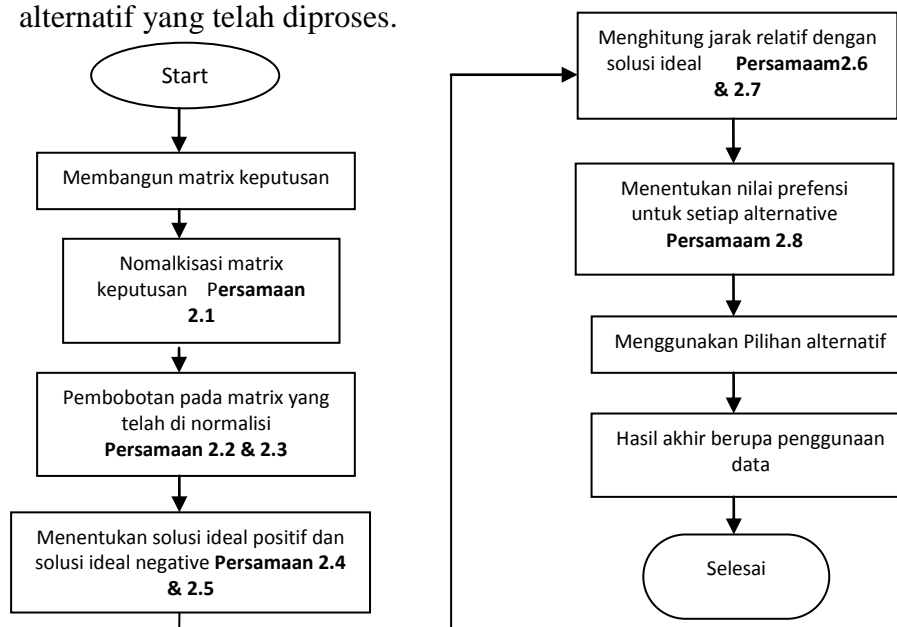 alternatif yang telah diproses.
Start
Membangun matrix keputusan
Nomalkisasi matrix
keputusan Persamaan
2.1
Pembobotan pada matrix yang
telah di normalisi
Persamaan 2.2 & 2.3
Menentukan solusi ideal positif dan
solusi ideal negative Persamaan 2.4
& 2.5
Menghitung jarak relatif dengan
solusi ideal Persamaam2.6
& 2.7
Menentukan nilai prefensi
untuk setiap alternative
Persamaam 2.8
Menggunakan Pilihan alternatif
Hasil akhir berupa penggunaan
data
Selesai